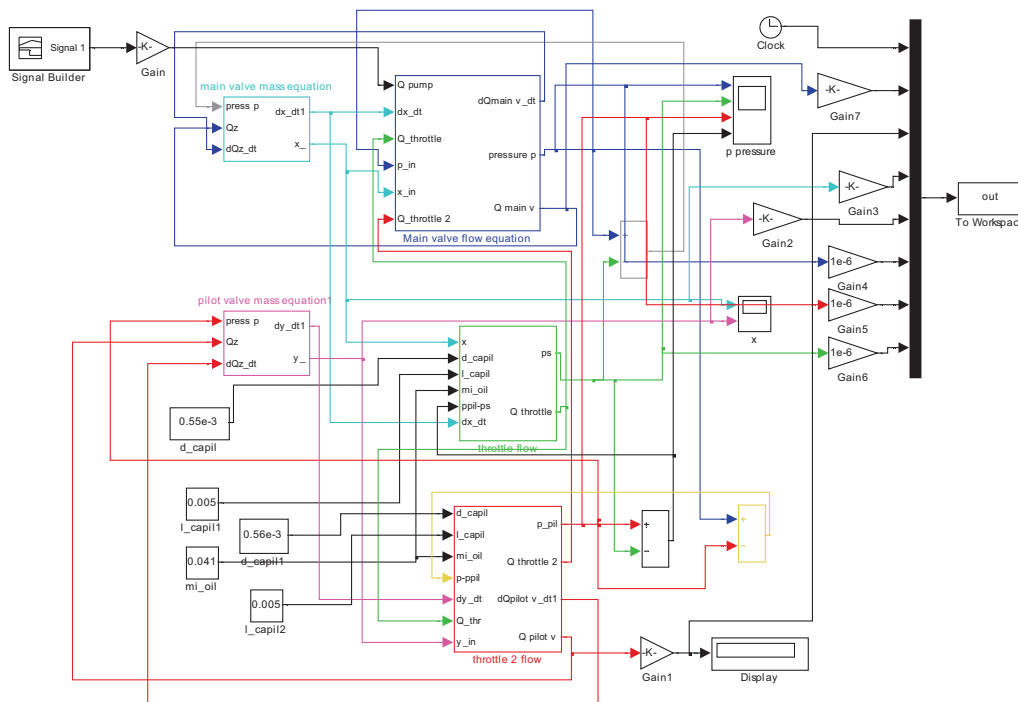 Signal 1
Signal Builder
-K-
Gain
main valve mass equation
press p
Qz
dQz_dt
dx_dt1
x_
Q pump
dx_dt
Q_throttle
p_in
x_in
Q_throttle 2
dQmain v_dt
pressure p
Q main v
Main valve flow equation
p pressure
Clock
-K-
Gain7
-K-
Gain3
-K-
Gain2
1e-6
Gain4
1e-6
Gain5
1e-6
Gain6
out
To Workspac
+
x
pilot valve mass equation1
press p
Qz
dQz_dt
dy_dt1
y_
x
d_capil
l_capil
mi_oil
ppil-ps
dx_dt
ps
Q throttle
throttle flow
0.55e-3
d_capil
0.005
l_capil1
0.56e-3
d_capil1
0.041
mi_oil
0.005
l_capil2
d_capil
l_capil
mi_oil
p-ppil
dy_dt
Q_thr
y_in
p_pil
Q throttle 2
dQpilot v_dt1
Q pilot v
throttle 2 flow
+
−
+
−
-K-
Gain1
Display